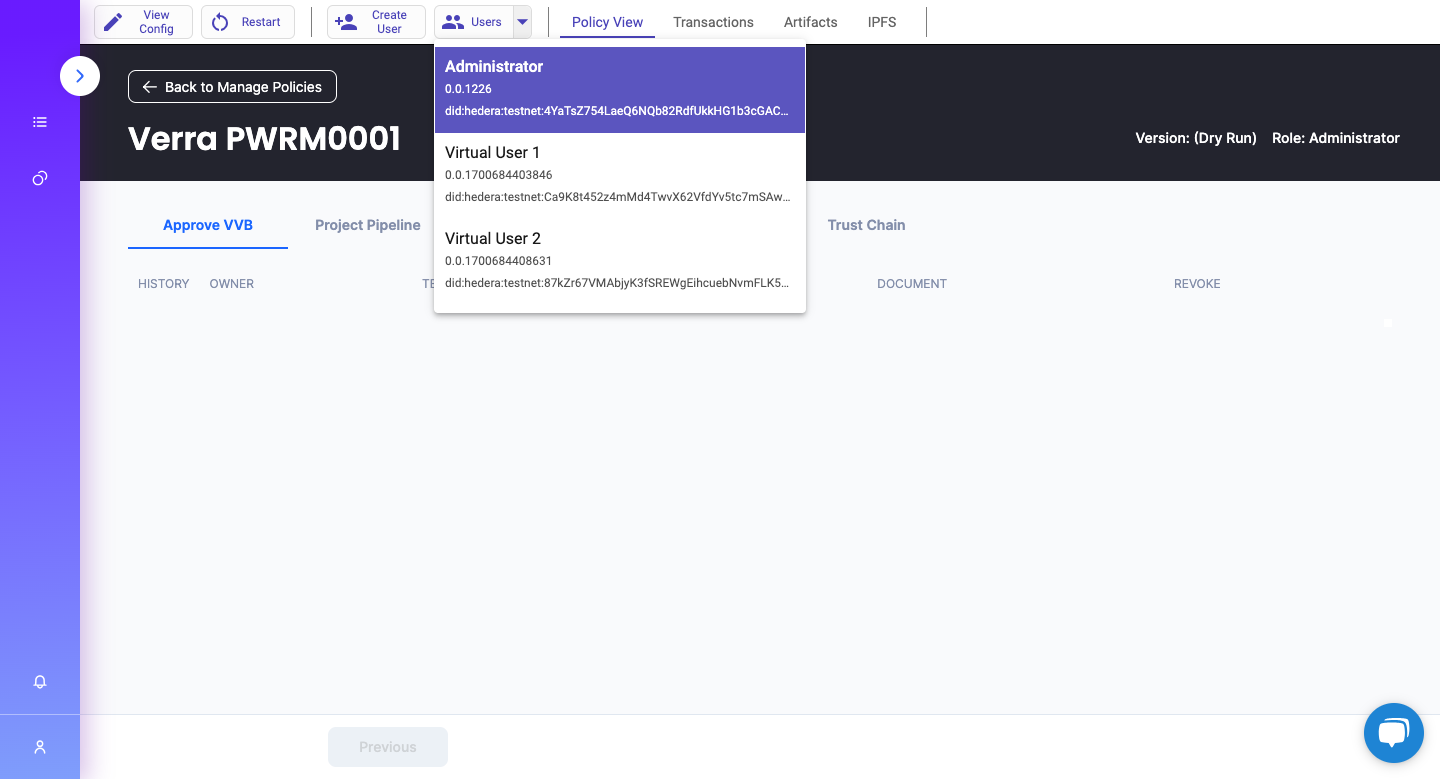 View Config
Restart
Create User
Users
Policy View
Transactions
Artifacts
IPFS
Back to Manage Policies
Verra PWRM0001
Version: (Dry Run)
Role: Administrator
Administrator
0.0.1226
did:hedera:testnet:4YaTsZ754LaeQ6NQb82RdfUkkHG1b3cGAC...
Virtual User 1
0.0.1700684403846
did:hedera:testnet:Ca9K8t452z4mMd4TwvX62VfdYv5tc7mSAw...
Virtual User 2
0.0.1700684408631
did:hedera:testnet:87kZr67VMAbjyK3fSREWgEihcuebNvmFLK5...
Approve VVB
Project Pipeline
Trust Chain
HISTORY
OWNER
DOCUMENT
REVOKE
Previous